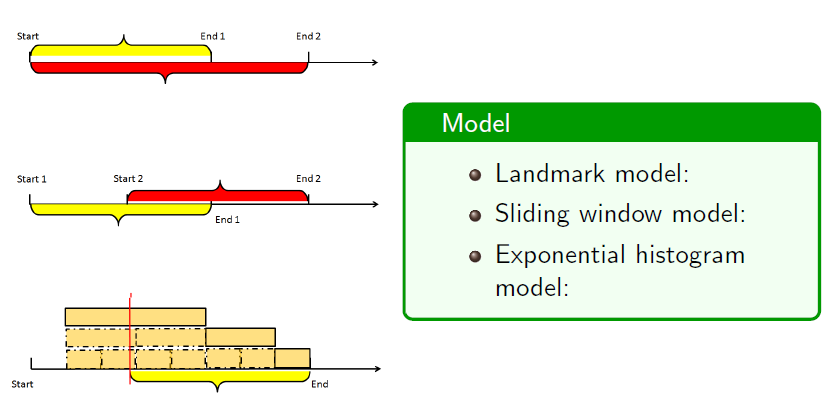 Start End 1 End 2
Start 1 Start 2 End 2
End 1
Start End
Model
Landmark model:
Sliding window model:
Exponential histogram
model: